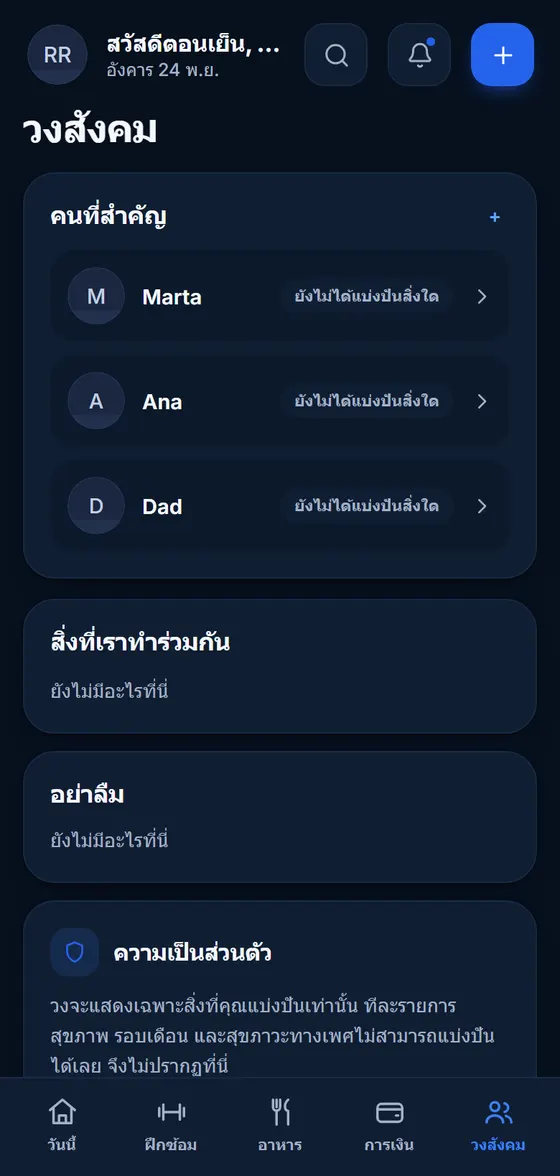 RR
สวัสดีตอนเย็น, ...
อังคาร 24 พ.ย.
วงสังคม
คนที่สำคัญ
+
M
Marta
ยังไม่ได้แบ่งปันสิ่งใด
A
Ana
ยังไม่ได้แบ่งปันสิ่งใด
D
Dad
ยังไม่ได้แบ่งปันสิ่งใด
สิ่งที่เราทำร่วมกัน
ยังไม่มีอะไรที่นี่
อย่าลืม
ยังไม่มีอะไรที่นี่
ความเป็นส่วนตัว
วงจะแสดงเฉพาะสิ่งที่คุณแบ่งปันเท่านั้น ทีละรายการ
สุขภาพ รอบเดือน และสุขภาวะทางเพศไม่สามารถแบ่งปัน
ได้เลย จึงไม่ปรากฏที่นี่
วันนี้
ฝึกซ้อม
อาหาร
การเงิน
วงสังคม